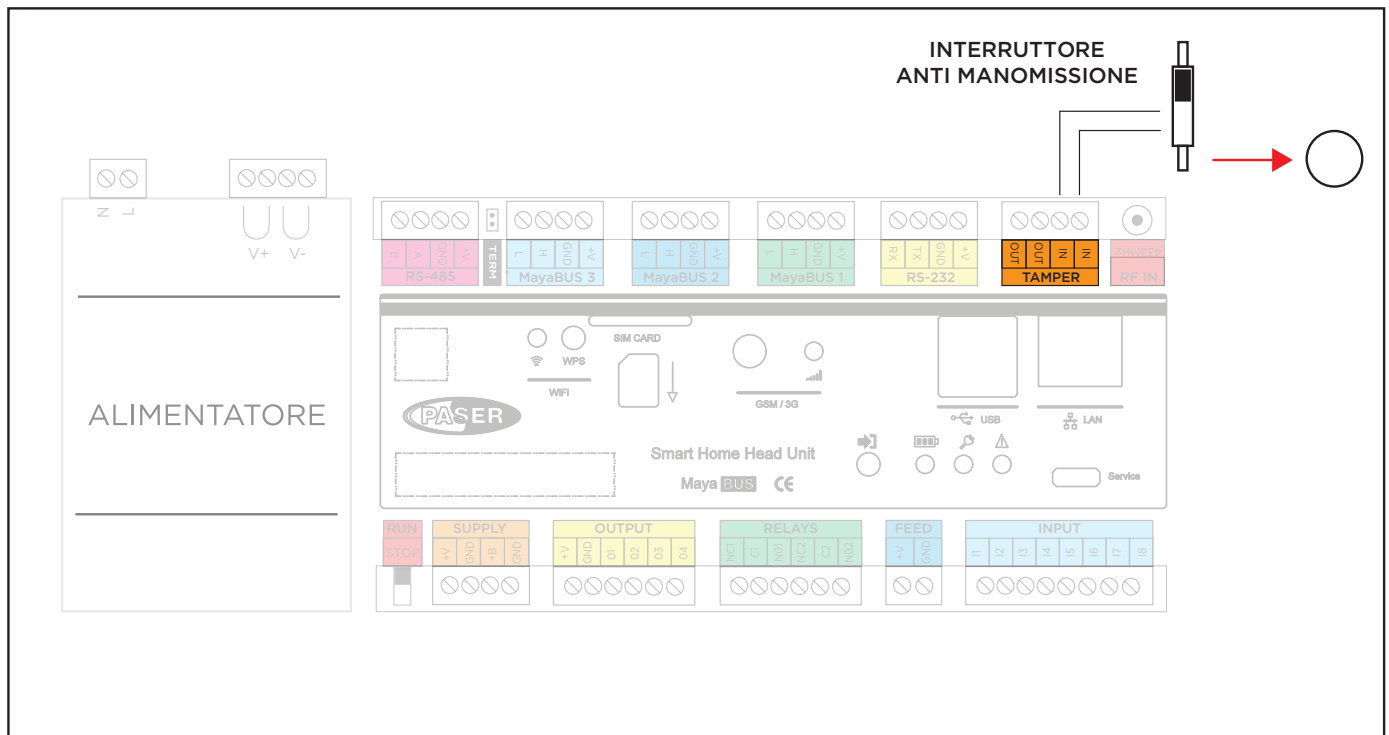 INTERRUTTORE
ANTI MANOMISSIONE
N L
V+ V-
B A GND +V
RS-485
TERM
L H GND +V
MayaBUS 3
L H GND +V
MayaBUS 2
L H GND +V
MayaBUS 1
RX TX GND +V
RS-232
OUT OUT IN IN
TAMPER
433MHz
RF IN
ALIMENTATORE
WPS
WiFi
SIM CARD
GSM / 3G
USB
LAN
PASER
Smart Home Head Unit
Maya BUS CE
Service
RUN
STOP
SUPPLY
+V GND +B GND
OUTPUT
+V GND O1 O2 O3 O4
RELAYS
NC1 C1 NO1 NC2 C2 NO2
FEED
+V GND
INPUT
I1 I2 I3 I4 I5 I6 I7 I8